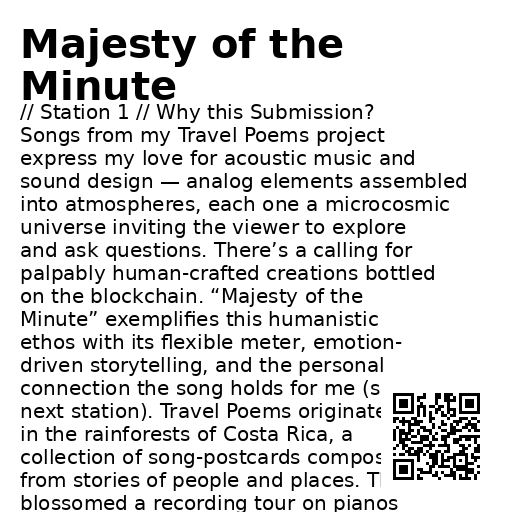 Majesty of the
Minute
// Station 1 // Why this Submission?
Songs from my Travel Poems project
express my love for acoustic music and
sound design — analog elements assembled
into atmospheres, each one a microcosmic
universe inviting the viewer to explore
and ask questions. There’s a calling for
palpably human-crafted creations bottled
on the blockchain. “Majesty of the
Minute” exemplifies this humanistic
ethos with its flexible meter, emotion-
driven storytelling, and the personal
connection the song holds for me (s
next station). Travel Poems originate
in the rainforests of Costa Rica, a
collection of song-postcards compos
from stories of people and places. T
blossomed a recording tour on pianos